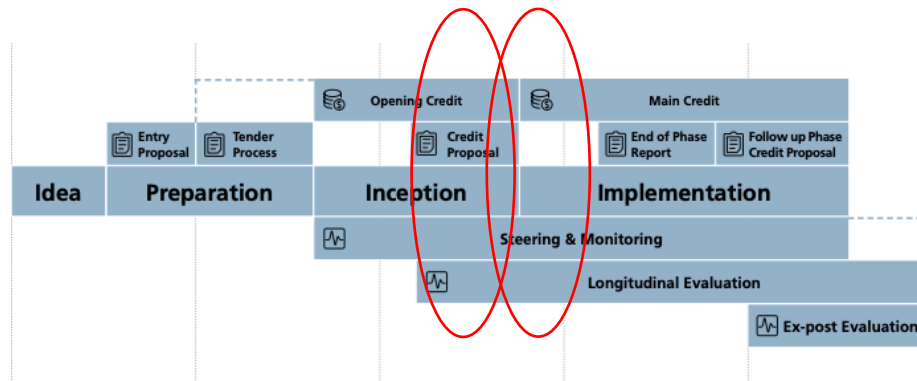 Opening Credit
Main Credit
Entry
Proposal
Tender
Process
Credit
Proposal
End of Phase
Report
Follow up Phase
Credit Proposal
Idea
Preparation
Inception
Implementation
Steering & Monitoring
Longitudinal Evaluation
Ex-post Evaluation